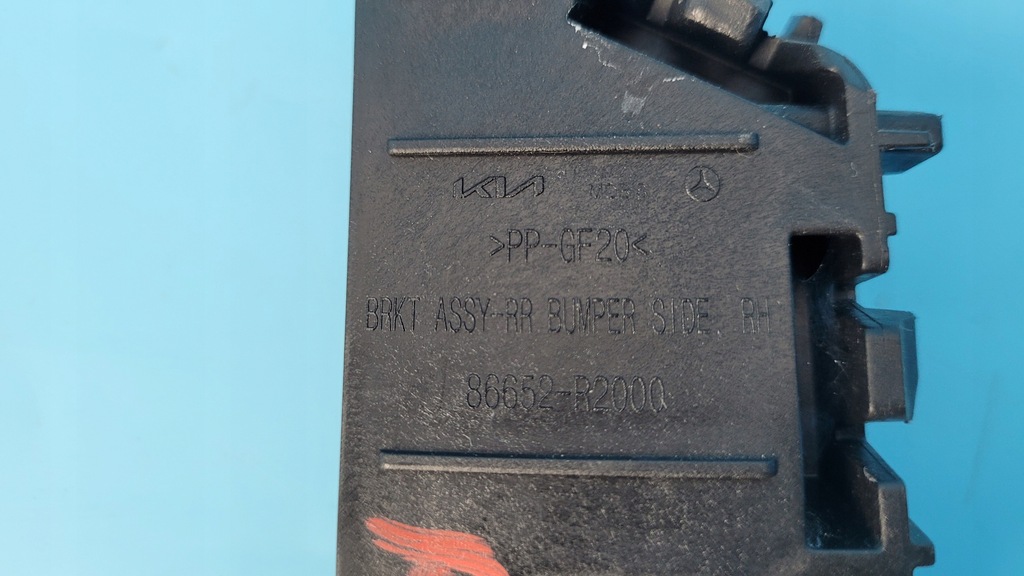 KIA
>PP-GF20<
BRKT ASSY-RR BUMPER SIDE, RH
86652-R2000